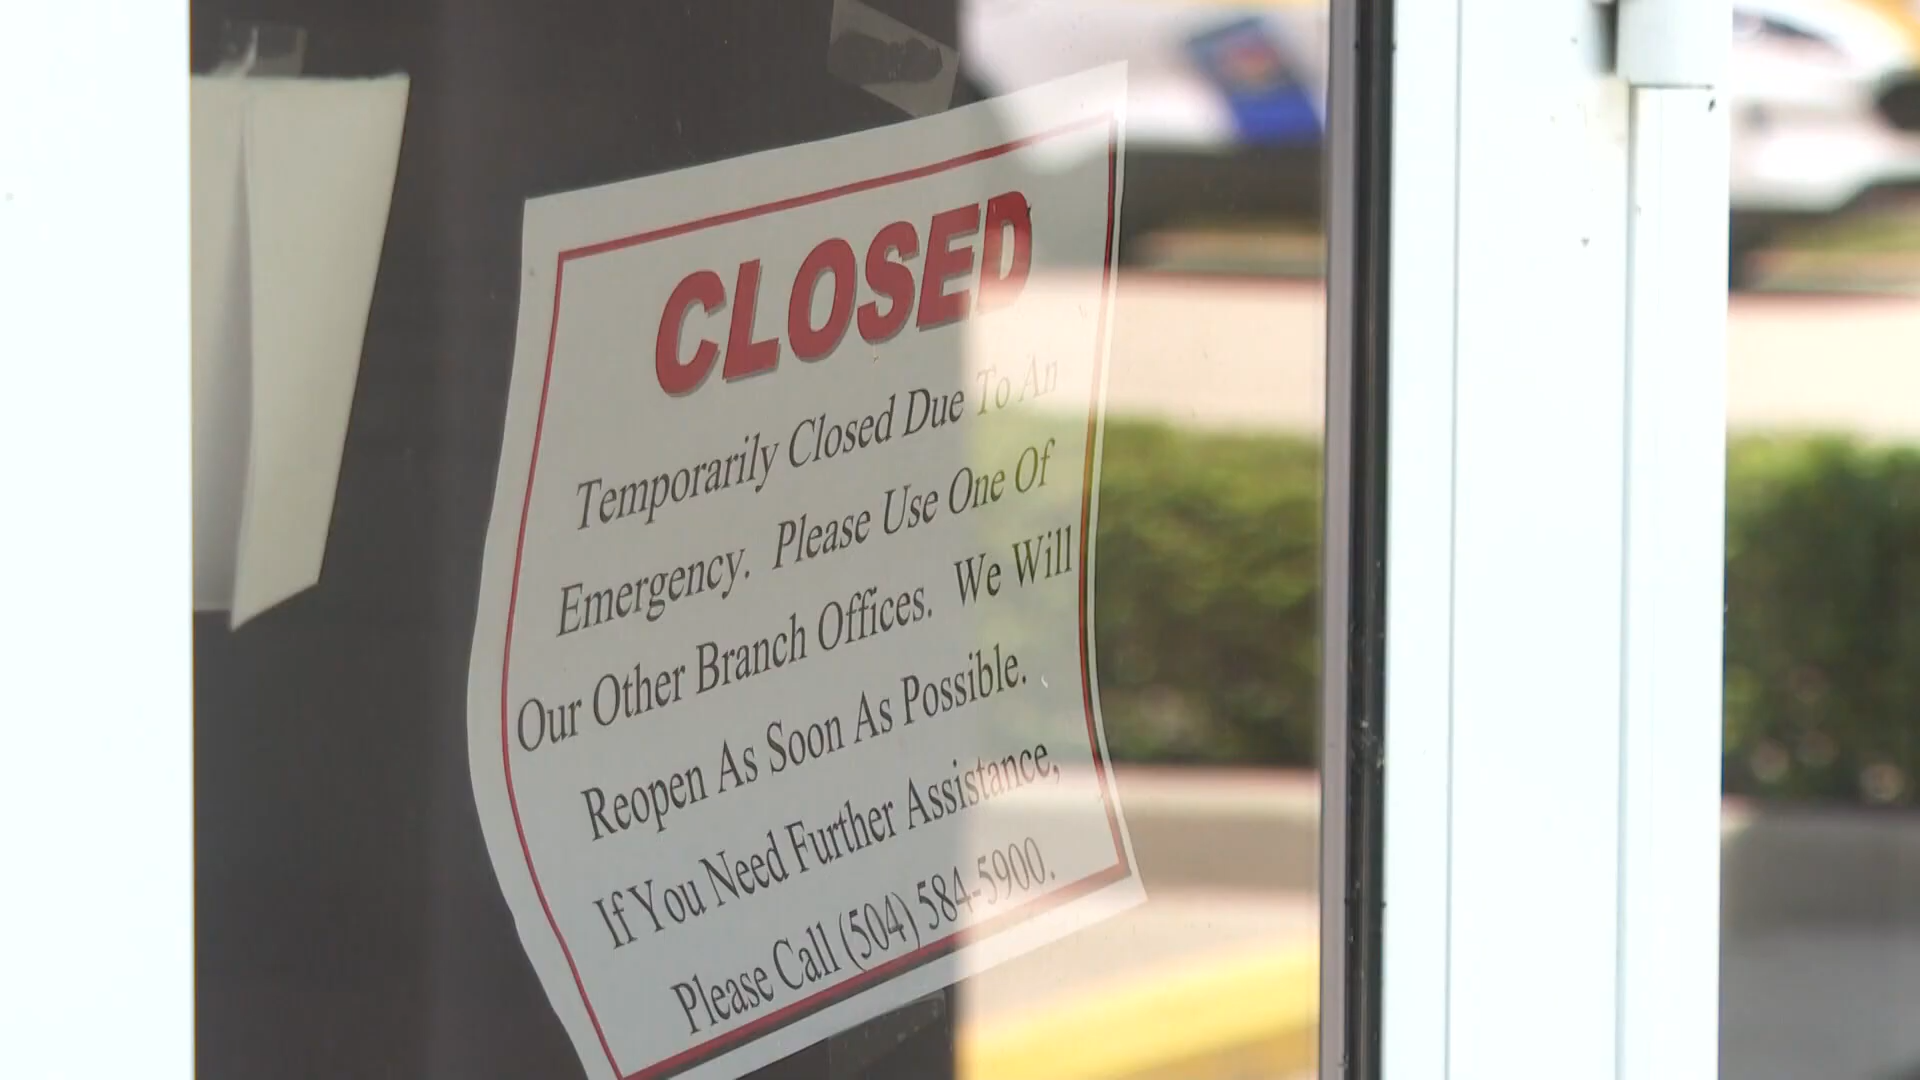 CLOSED
Temporarily Closed Due To An
Emergency. Please Use One Of
Our Other Branch Offices. We Will
Reopen As Soon As Possible.
If You Need Further Assistance,
Please Call (504) 584-5900.